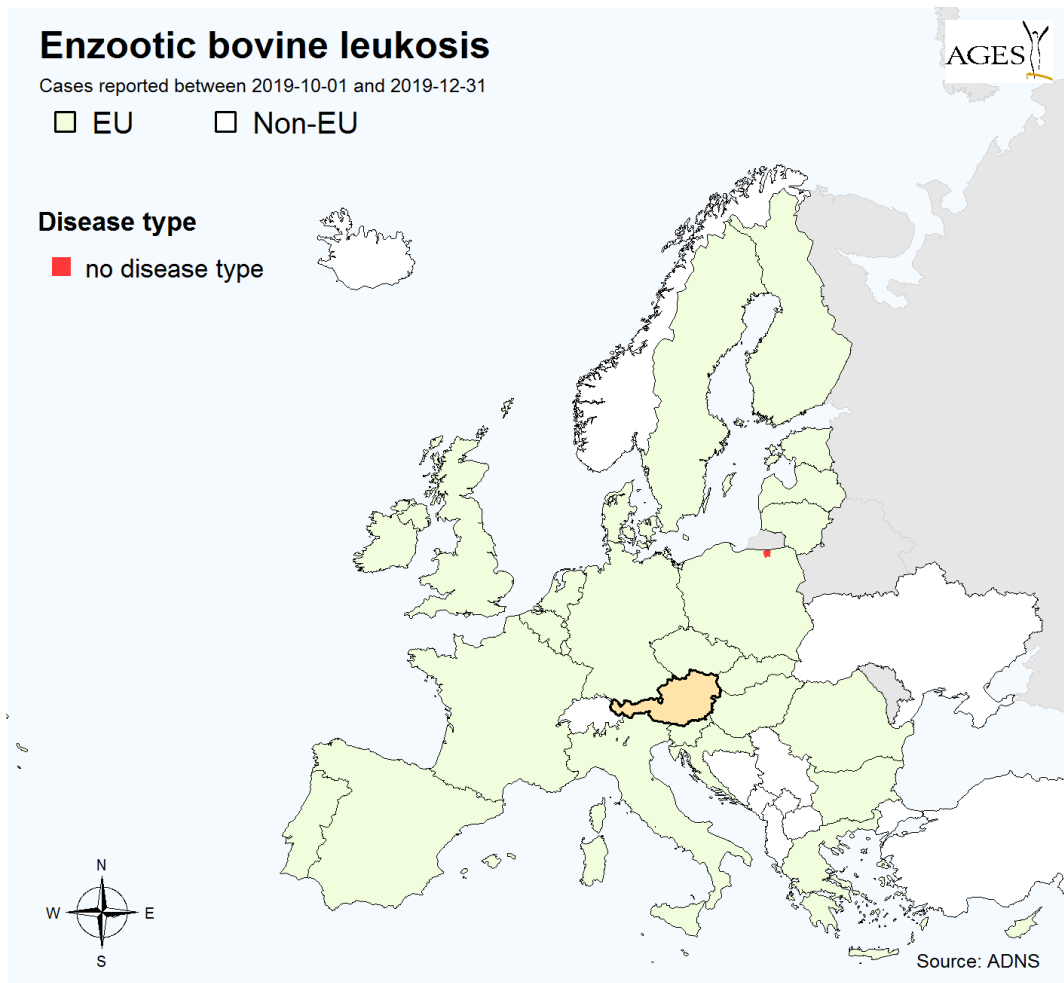 Enzootic bovine leukosis
Cases reported between 2019-10-01 and 2019-12-31
EU Non-EU
AGES
Disease type
no disease type
N
W E
S
Source: ADNS